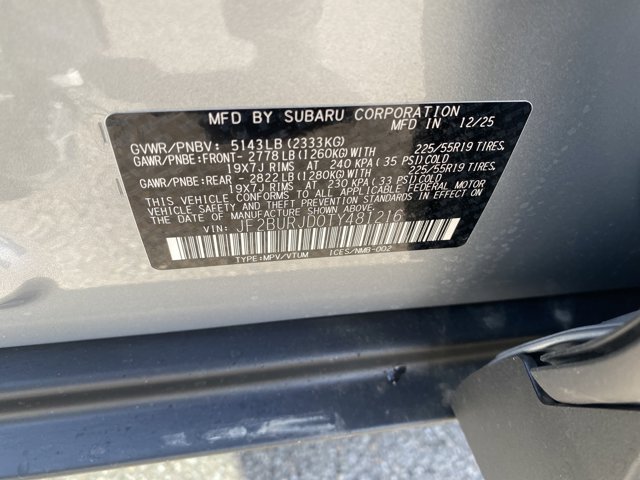 MFD BY SUBARU CORPORATION
MFD IN 12/25
GVWR/PNBV: 5143LB (2333KG)
GAWR/PNBE:FRONT- 2778LB (1260KG)WITH 225/55R19 TIRES,
19X7J RIMS AT 240 KPA (35 PSI)COLD
GAWR/PNBE:REAR - 2822LB (1280KG)WITH 225/55R19 TIRES,
19X7J RIMS AT 230 KPA (33 PSI)COLD
THIS VEHICLE CONFORMS TO ALL APPLICABLE FEDERAL MOTOR
VEHICLE SAFETY AND THEFT PREVENTION STANDARDS IN EFFECT ON
THE DATE OF MANUFACTURE SHOWN ABOVE.
VIN: JF2BURJD0TY481216
TYPE:MPV/VTUM ICES/NMB-002